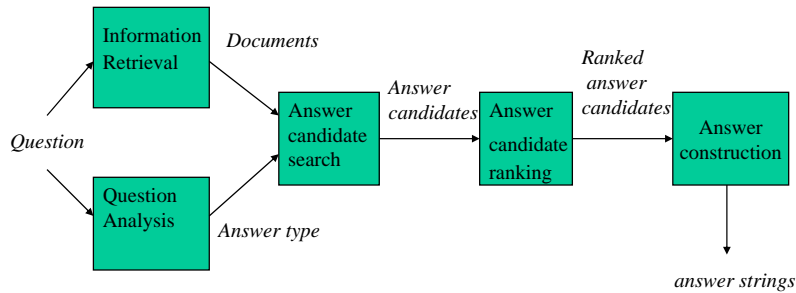 Question
Information
Retrieval
Documents
Question
Analysis
Answer type
Answer
candidate
search
Answer
candidates
Answer
candidate
ranking
Ranked
answer
candidates
Answer
construction
answer strings